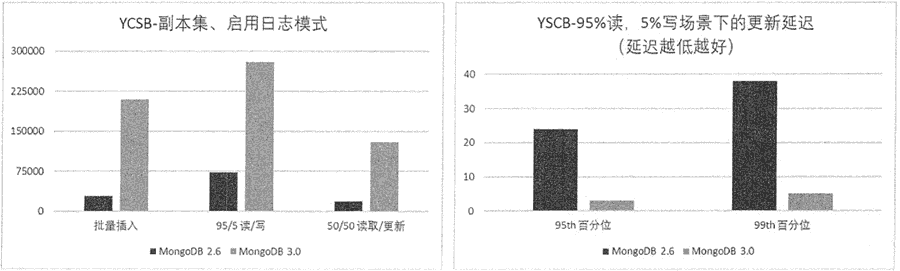 YCSB-副本集、启用日志模式
300000
225000
150000
75000
0
批量插入
95/5 读/写
50/50 读取/更新
MongoDB 2.6
MongoDB 3.0
YSCB-95%读，5%写场景下的更新延迟
（延迟越低越好）
40
30
20
10
0
95th 百分位
99th 百分位
MongoDB 2.6
MongoDB 3.0